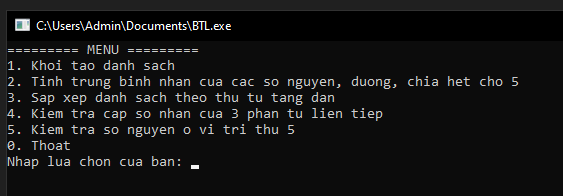 C:\Users\Admin\Documents\BTL.exe
========= MENU =========
1. Khoi tao danh sach
2. Tinh trung binh nhan cua cac so nguyen, duong, chia het cho 5
3. Sap xep danh sach theo thu tu tang dan
4. Kiem tra cap so nhan cua 3 phan tu lien tiep
5. Kiem tra so nguyen o vi tri thu 5
0. Thoat
Nhap lua chon cua ban: _